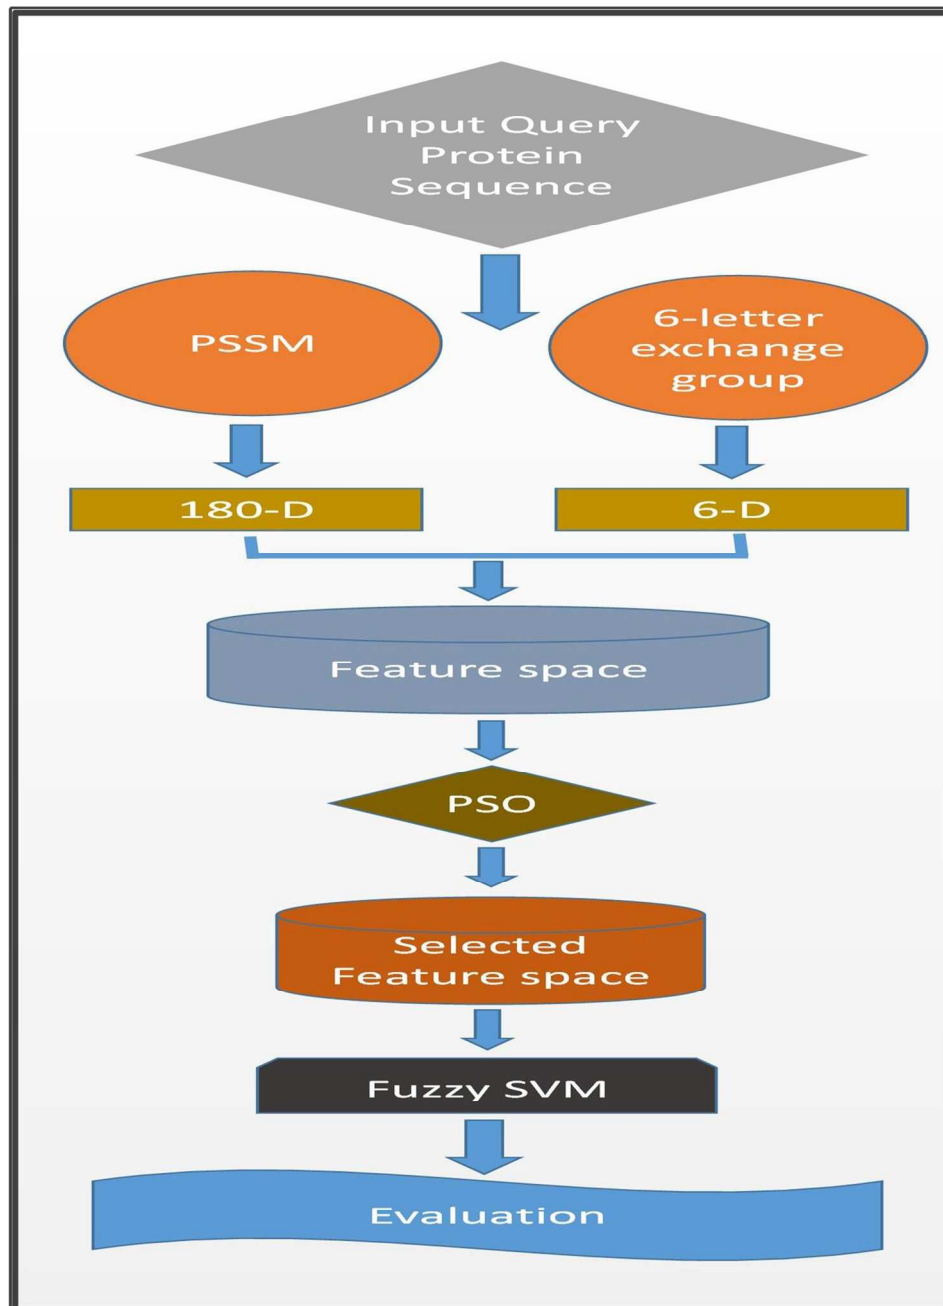 Input Query
Protein
Sequence
PSSM
6-letter
exchange
group
180-D
6-D
Feature space
PSO
Selected
Feature space
Fuzzy SVM
Evaluation